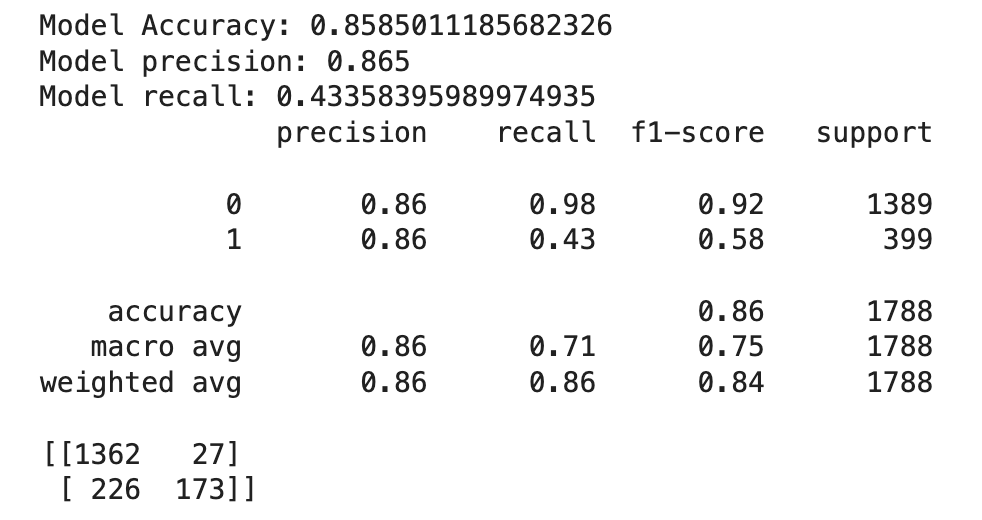 Model Accuracy: 0.8585011185682326
Model precision: 0.865
Model recall: 0.43358395989974935
precision recall f1-score support
0 0.86 0.98 0.92 1389
1 0.86 0.43 0.58 399
accuracy 0.86 1788
macro avg 0.86 0.71 0.75 1788
weighted avg 0.86 0.86 0.84 1788
[[1362 27]
[ 226 173]]